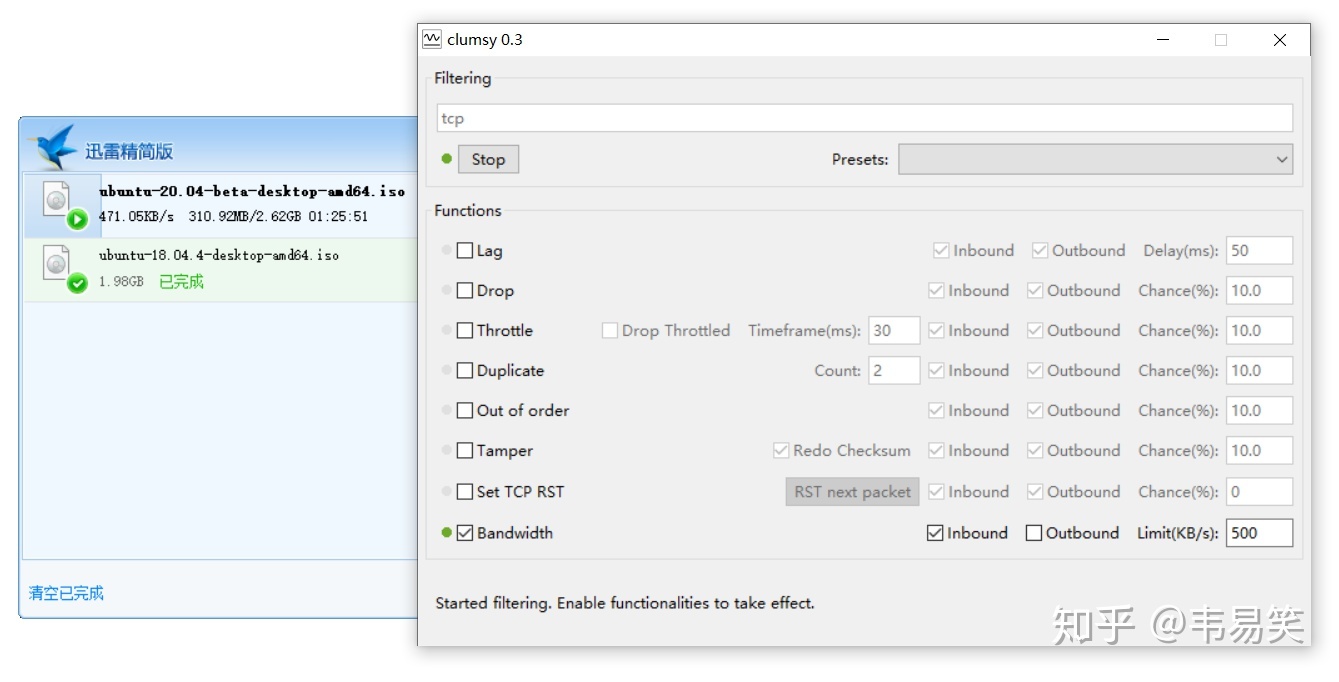 迅雷精简版
ubuntu-20.04-beta-desktop-amd64.iso
471.05KB/s 310.92MB/2.62GB 01:25:51
ubuntu-18.04.4-desktop-amd64.iso
1.98GB 已完成
清空已完成
clumsy 0.3
Filtering
tcp
Stop Presets:
Functions
Lag Inbound Outbound Delay(ms): 50
Drop Inbound Outbound Chance(%): 10.0
Throttle Drop Throttled Timeframe(ms): 30 Inbound Outbound Chance(%): 10.0
Duplicate Count: 2 Inbound Outbound Chance(%): 10.0
Out of order Inbound Outbound Chance(%): 10.0
Tamper Redo Checksum Inbound Outbound Chance(%): 10.0
Set TCP RST RST next packet Inbound Outbound Chance(%): 0
Bandwidth Inbound Outbound Limit(KB/s): 500
Started filtering. Enable functionalities to take effect.
知乎 @韦易笑